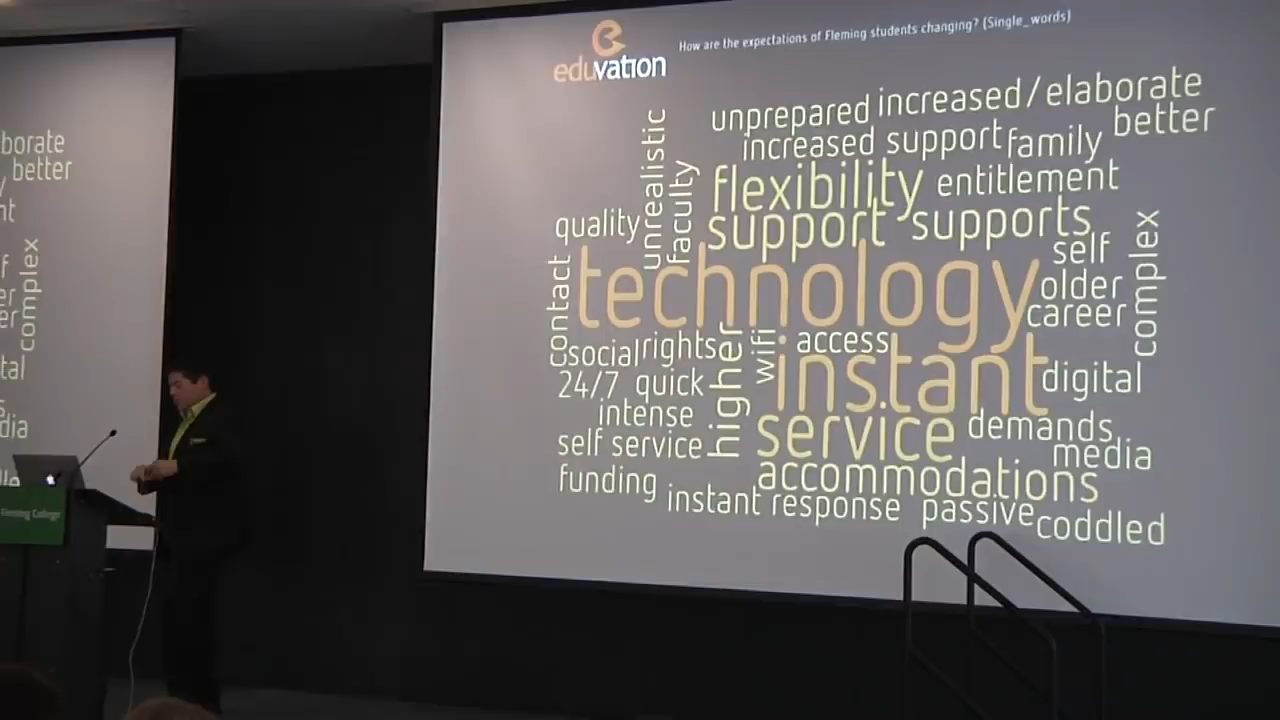 borate
better
complex
tal
dia
Fleming College
eduvation
How are the expectations of Fleming students changing? (Single_words)
unprepared increased/elaborate
increased support family better
unrealistic
faculty
flexibility entitlement
quality support supports
self
complex
contact
technology older
career
social rights wifi access
24/7 quick higher instant digital
intense
self service service demands
media
funding accommodations
instant response passive coddled